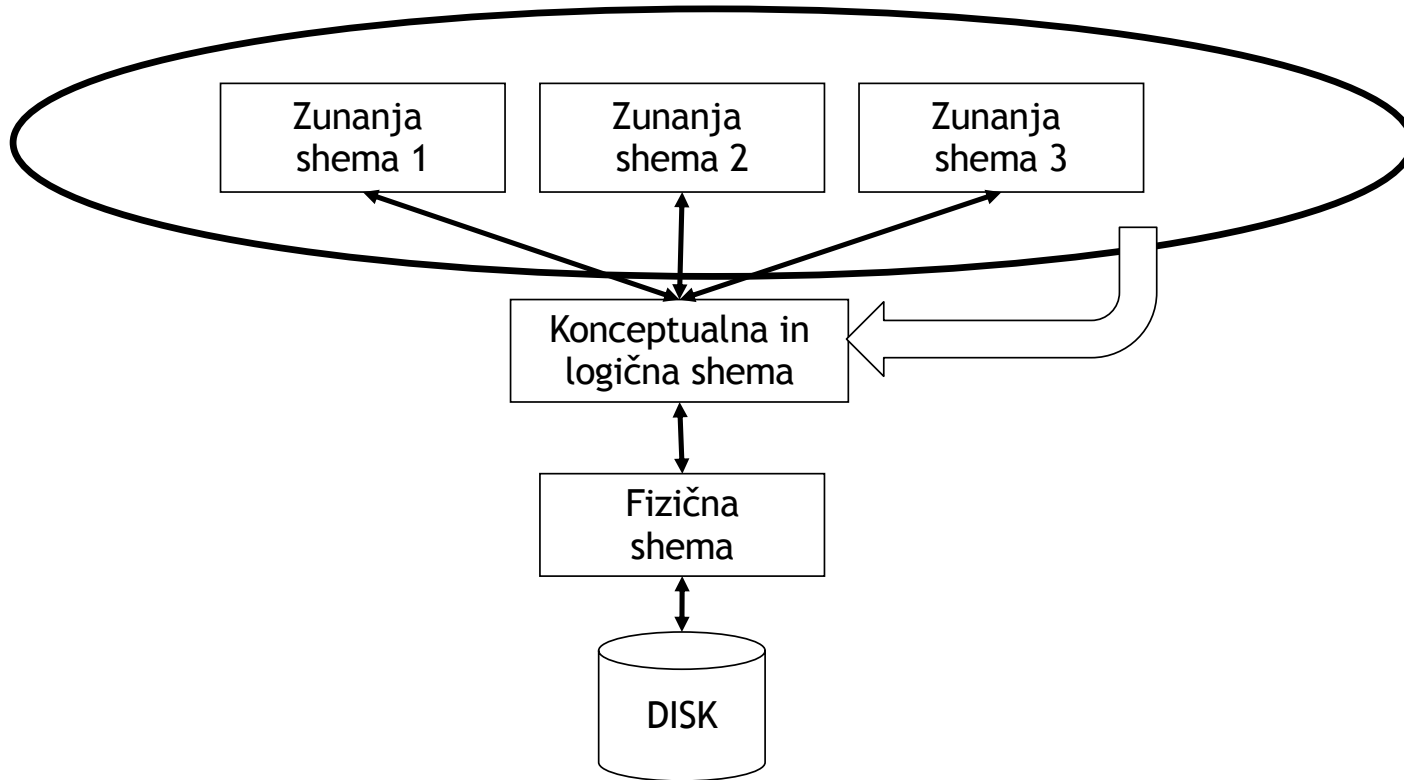 Zunanja
shema 1
Zunanja
shema 2
Zunanja
shema 3
Konceptualna in
logična shema
Fizična
shema
DISK